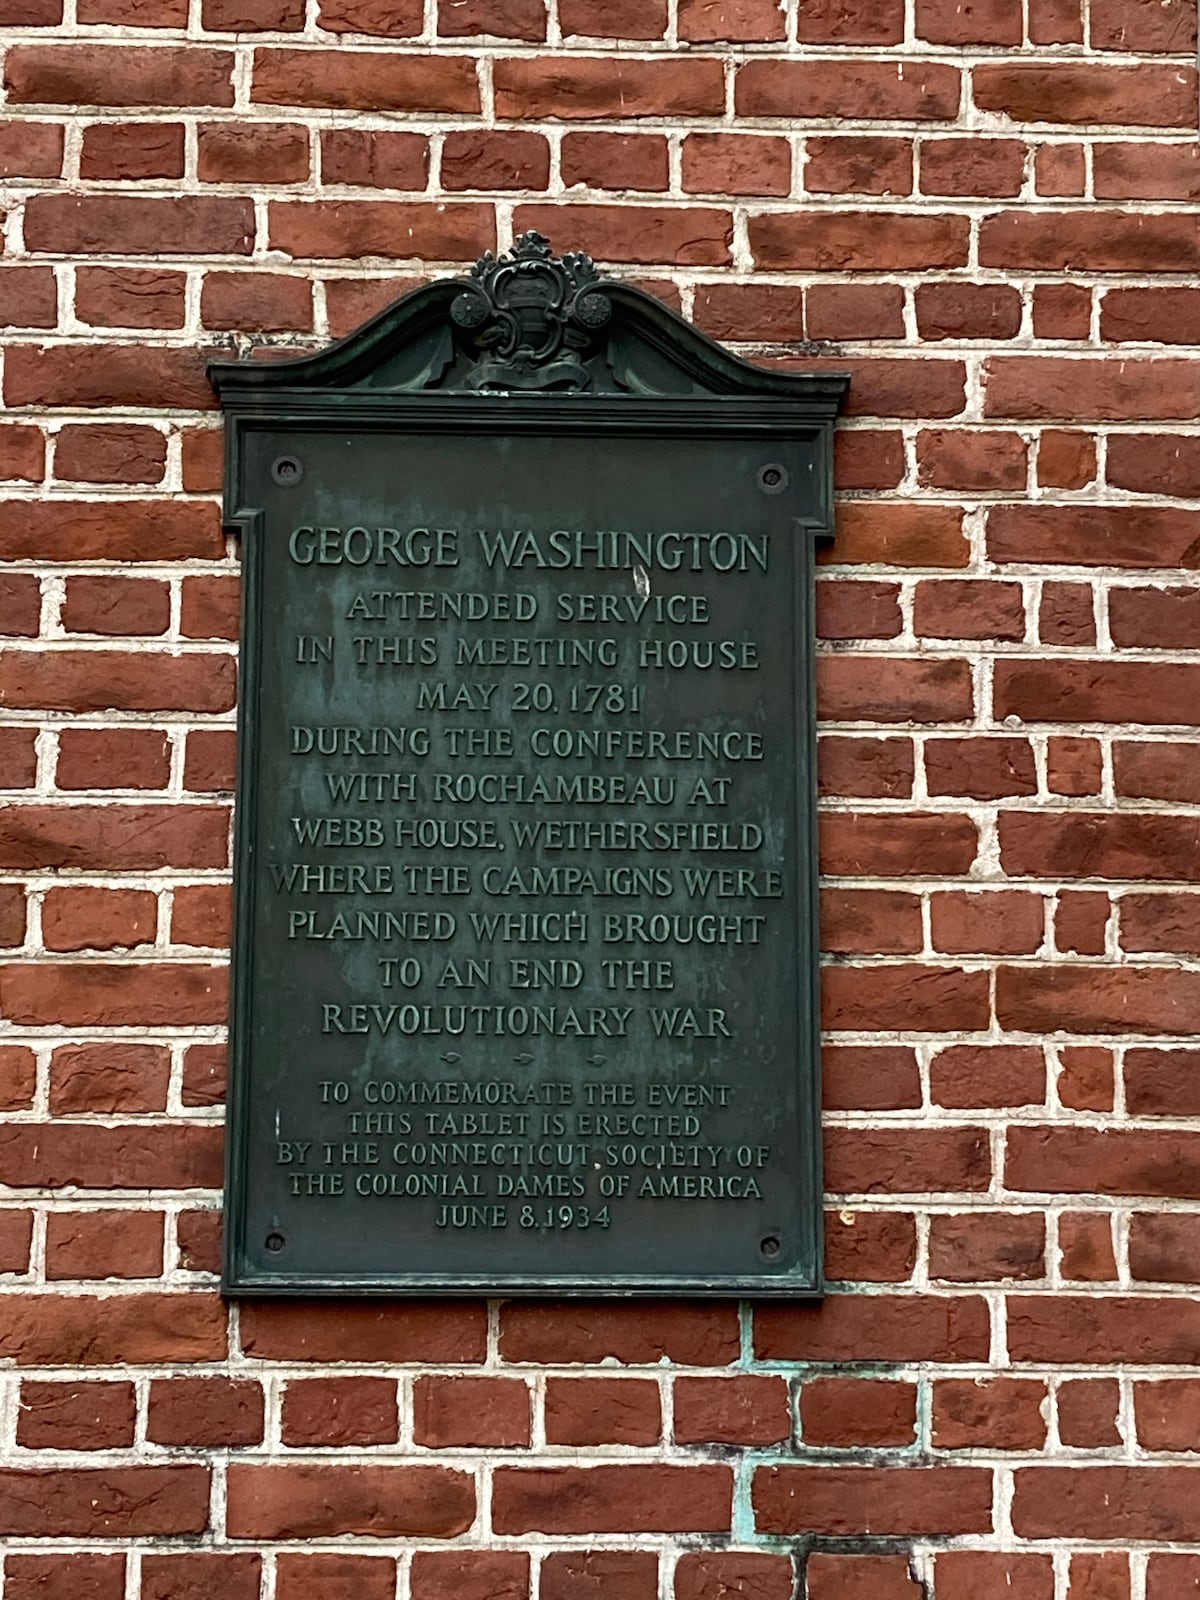 GEORGE WASHINGTON
ATTENDED SERVICE
IN THIS MEETING HOUSE
MAY 20, 1781
DURING THE CONFERENCE
WITH ROCHAMBEAU AT
WEBB HOUSE, WETHERSFIELD
WHERE THE CAMPAIGNS WERE
PLANNED WHICH BROUGHT
TO AN END THE
REVOLUTIONARY WAR
TO COMMEMORATE THE EVENT
THIS TABLET IS ERECTED
BY THE CONNECTICUT SOCIETY OF
THE COLONIAL DAMES OF AMERICA
JUNE 8, 1934